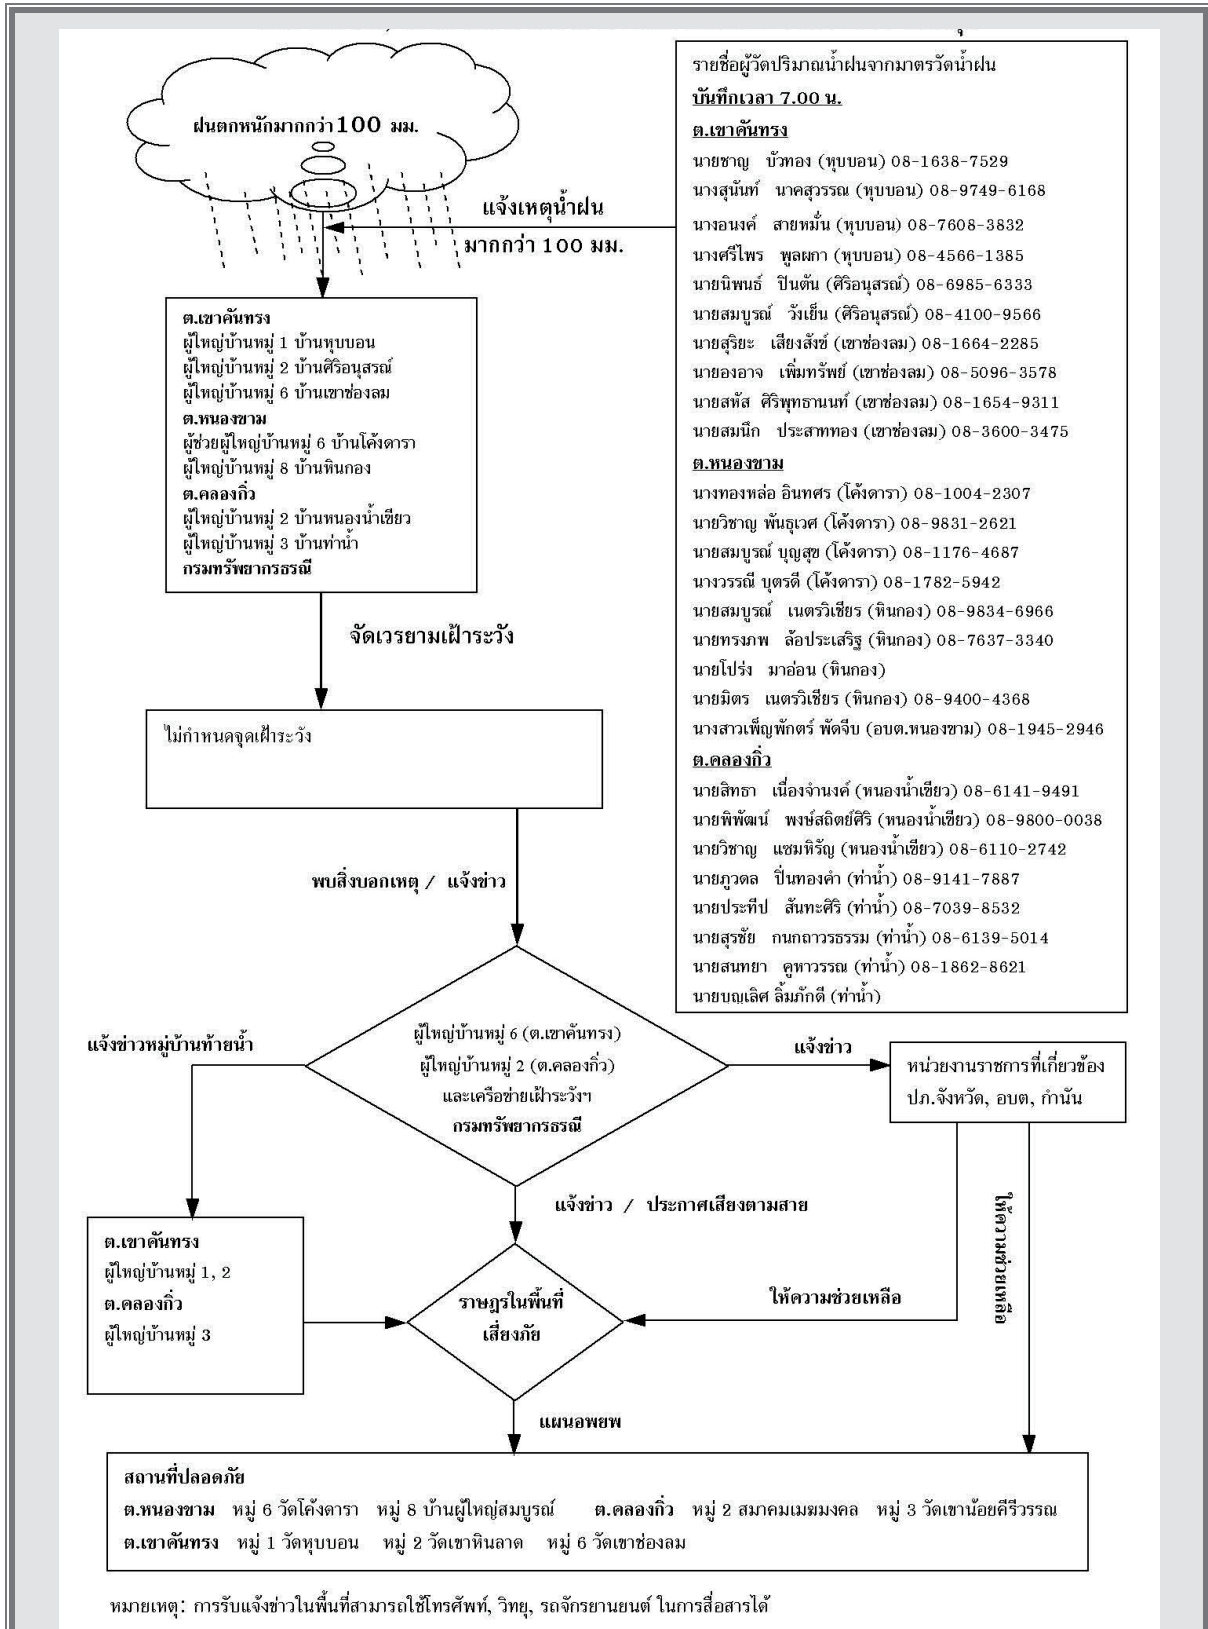 ฝนตกหนักมากกว่า 100 มม.
แจ้งเหตุน้ำฝน
มากกว่า 100 มม.
รายชื่อผู้วัดปริมาณน้ำฝนจากมาตรวัดน้ำฝน
บันทึกเวลา 7.00 น.
ต.เขาคันทรง
นายชาญ บัวทอง (หุบบอน) 08-1638-7529
นางสุนันท์ นาคสุวรรณ (หุบบอน) 08-9749-6168
นางอนงค์ สายหมั่น (หุบบอน) 08-7608-3832
นางศรีไพร พูลผกา (หุบบอน) 08-4566-1385
นายนิพนธ์ ปินตัน (ศิริอนุสรณ์) 08-6985-6333
นายสมบูรณ์ วังเย็น (ศิริอนุสรณ์) 08-4100-9566
นายสุริยะ เสียงสังข์ (เขาช่องลม) 08-1664-2285
นายองอาจ เพิ่มทรัพย์ (เขาช่องลม) 08-5096-3578
นายสหัส ศิริพุทธานนท์ (เขาช่องลม) 08-1654-9311
นายสมนึก ประสาททอง (เขาช่องลม) 08-3600-3475
ต.หนองขาม
นางทองหล่อ อินทศร (โค้งดารา) 08-1004-2307
นายวิชาญ พันธุเวศ (โค้งดารา) 08-9831-2621
นายสมบูรณ์ บุญสุข (โค้งดารา) 08-1176-4687
นางวรรณี บุตรดี (โค้งดารา) 08-1782-5942
นายสมบูรณ์ เนตรวิเชียร (หินกอง) 08-9834-6966
นายทรงภพ ล้อประเสริฐ (หินกอง) 08-7637-3340
นายโปร่ง มาอ่อน (หินกอง)
นายมิตร เนตรวิเชียร (หินกอง) 08-9400-4368
นางสาวเพ็ญพักตร์ พัดจีบ (อบต.หนองขาม) 08-1945-2946
ต.คลองกิ่ว
นายสิทธา เนื่องจำนงค์ (หนองน้ำเขียว) 08-6141-9491
นายพิพัฒน์ พงษ์สถิตย์ศิริ (หนองน้ำเขียว) 08-9800-0038
นายวิชาญ แซมหิรัญ (หนองน้ำเขียว) 08-6110-2742
นายภูวดล ปิ่นทองคำ (ท่าน้ำ) 08-9141-7887
นายประทีป สันทะศิริ (ท่าน้ำ) 08-7039-8532
นายสุรชัย กนกถาวรธรรม (ท่าน้ำ) 08-6139-5014
นายสนทยา คูหาวรรณ (ท่าน้ำ) 08-1862-8621
นายบุญเลิศ ลิ้มภักดี (ท่าน้ำ)
ต.เขาคันทรง
ผู้ใหญ่บ้านหมู่ 1 บ้านหุบบอน
ผู้ใหญ่บ้านหมู่ 2 บ้านศิริอนุสรณ์
ผู้ใหญ่บ้านหมู่ 6 บ้านเขาช่องลม
ต.หนองขาม
ผู้ช่วยผู้ใหญ่บ้านหมู่ 6 บ้านโค้งดารา
ผู้ใหญ่บ้านหมู่ 8 บ้านหินกอง
ต.คลองกิ่ว
ผู้ใหญ่บ้านหมู่ 2 บ้านหนองน้ำเขียว
ผู้ใหญ่บ้านหมู่ 3 บ้านท่าน้ำ
กรมทรัพยากรธรณี
จัดเวรยามเฝ้าระวัง
ไม่กำหนดจุดเฝ้าระวัง
พบสิ่งบอกเหตุ / แจ้งข่าว
ผู้ใหญ่บ้านหมู่ 6 (ต.เขาคันทรง)
ผู้ใหญ่บ้านหมู่ 2 (ต.คลองกิ่ว)
และเครือข่ายเฝ้าระวังฯ
กรมทรัพยากรธรณี
แจ้งข่าวหมู่บ้านท้ายน้ำ
แจ้งข่าว
หน่วยงานราชการที่เกี่ยวข้อง
ปภ.จังหวัด, อบต, กำนัน
แจ้งข่าว / ประกาศเสียงตามสาย
ให้ความช่วยเหลือ
ต.เขาคันทรง
ผู้ใหญ่บ้านหมู่ 1, 2
ต.คลองกิ่ว
ผู้ใหญ่บ้านหมู่ 3
ราษฎรในพื้นที่
เสี่ยงภัย
ให้ความช่วยเหลือ
แผนอพยพ
สถานที่ปลอดภัย
ต.หนองขาม หมู่ 6 วัดโค้งดารา หมู่ 8 บ้านผู้ใหญ่สมบูรณ์ ต.คลองกิ่ว หมู่ 2 สมาคมเมฆมงคล หมู่ 3 วัดเขาน้อยคีรีวรรณ
ต.เขาคันทรง หมู่ 1 วัดหุบบอน หมู่ 2 วัดเขาหินลาด หมู่ 6 วัดเขาช่องลม
หมายเหตุ: การรับแจ้งข่าวในพื้นที่สามารถใช้โทรศัพท์, วิทยุ, รถจักรยานยนต์ ในการสื่อสารได้